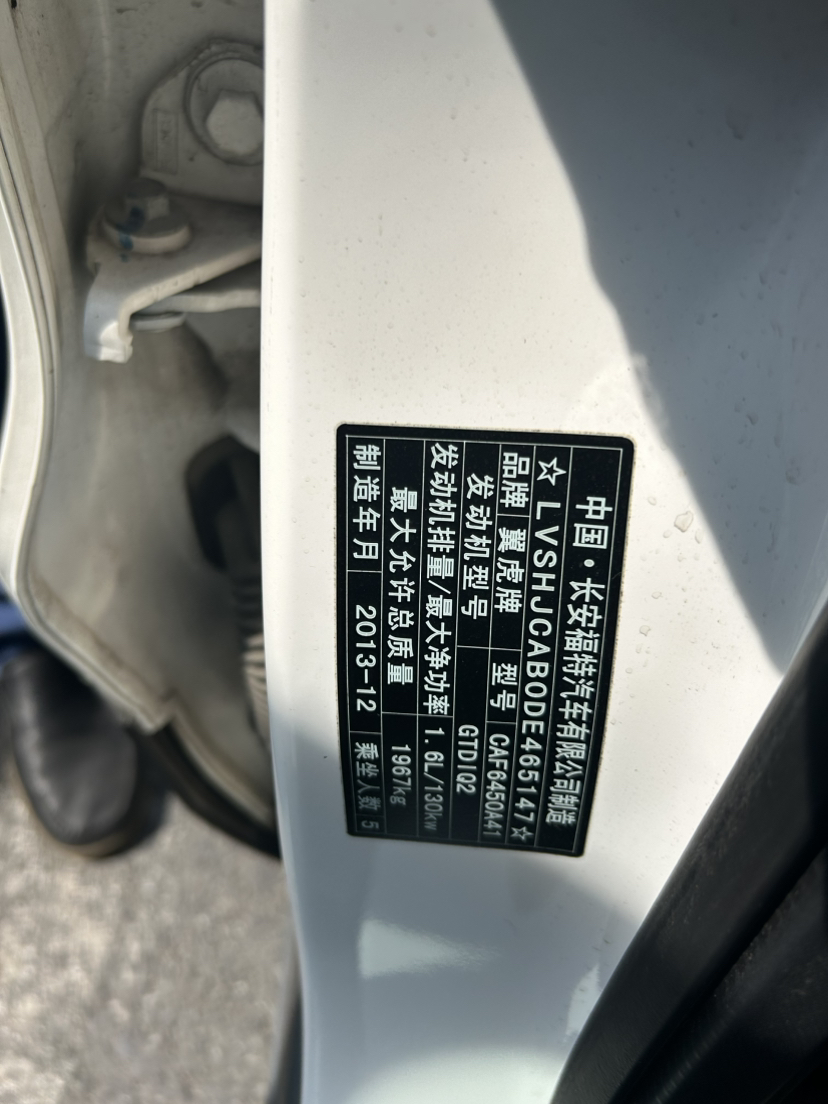 中国·长安福特汽车有限公司制造
☆LVSHJCAB0DE465147☆
品牌 翼虎牌 型号 CAF6450A41
发动机型号 GTDIQ2
发动机排量/最大净功率 1.6L/130kw
最大允许总质量 1967kg
制造年月 2013-12 乘坐人数 5